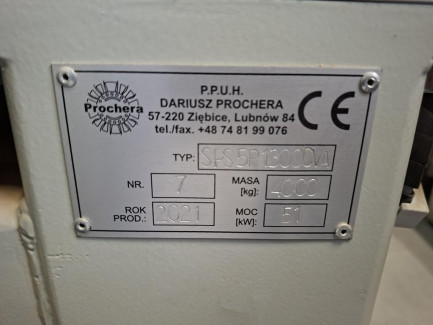 Prochera
P.P.U.H.
DARIUSZ PROCHERA
57-220 Ziębice, Lubnów 84
tel./fax. +48 74 81 99 076
CE
TYP:
NR. 7 MASA [kg]: 4000
ROK PROD.: 2021 MOC [kW]: 51